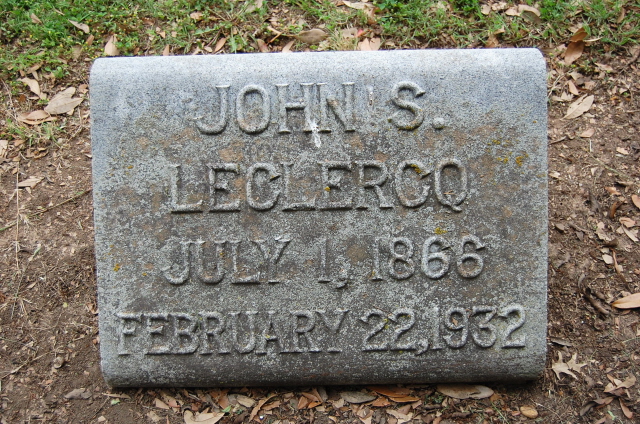 JOHN S.
LECLERCQ
JULY 1, 1866
FEBRUARY 22, 1932